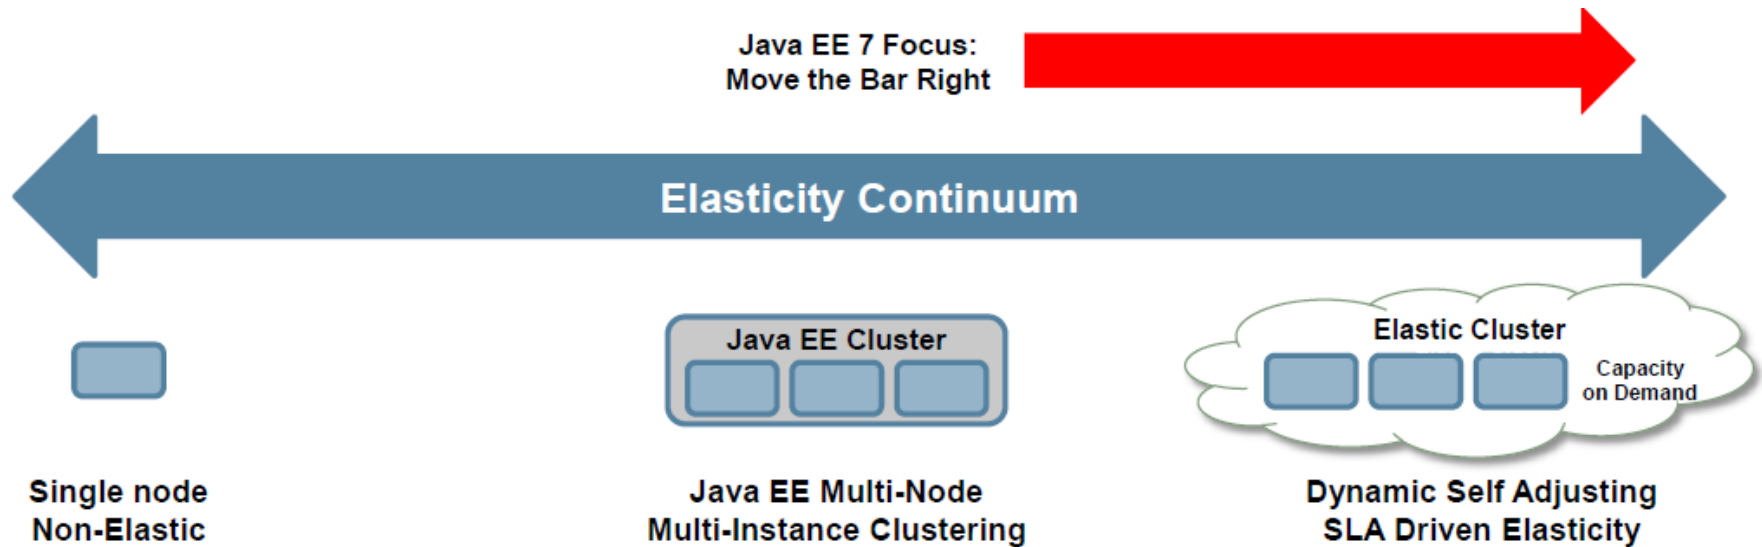 Java EE 7 Focus:
Move the Bar Right
Elasticity Continuum
Java EE Cluster
Elastic Cluster
Capacity
on Demand
Single node
Non-Elastic
Java EE Multi-Node
Multi-Instance Clustering
Dynamic Self Adjusting
SLA Driven Elasticity